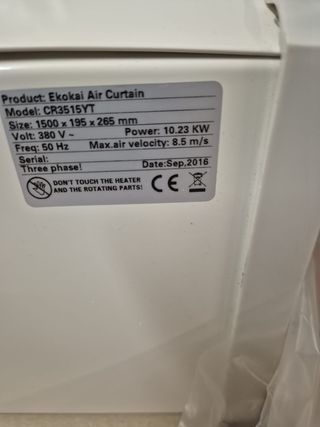 Product: Ekokai Air Curtain
Model: CR3515YT
Size: 1500 x 195 x 265 mm
Volt: 380 V ~ Power: 10.23 KW
Freq: 50 Hz Max.air velocity: 8.5 m/s
Serial:
Three phase! Date:Sep,2016
DON'T TOUCH THE HEATER
AND THE ROTATING PARTS!
CE